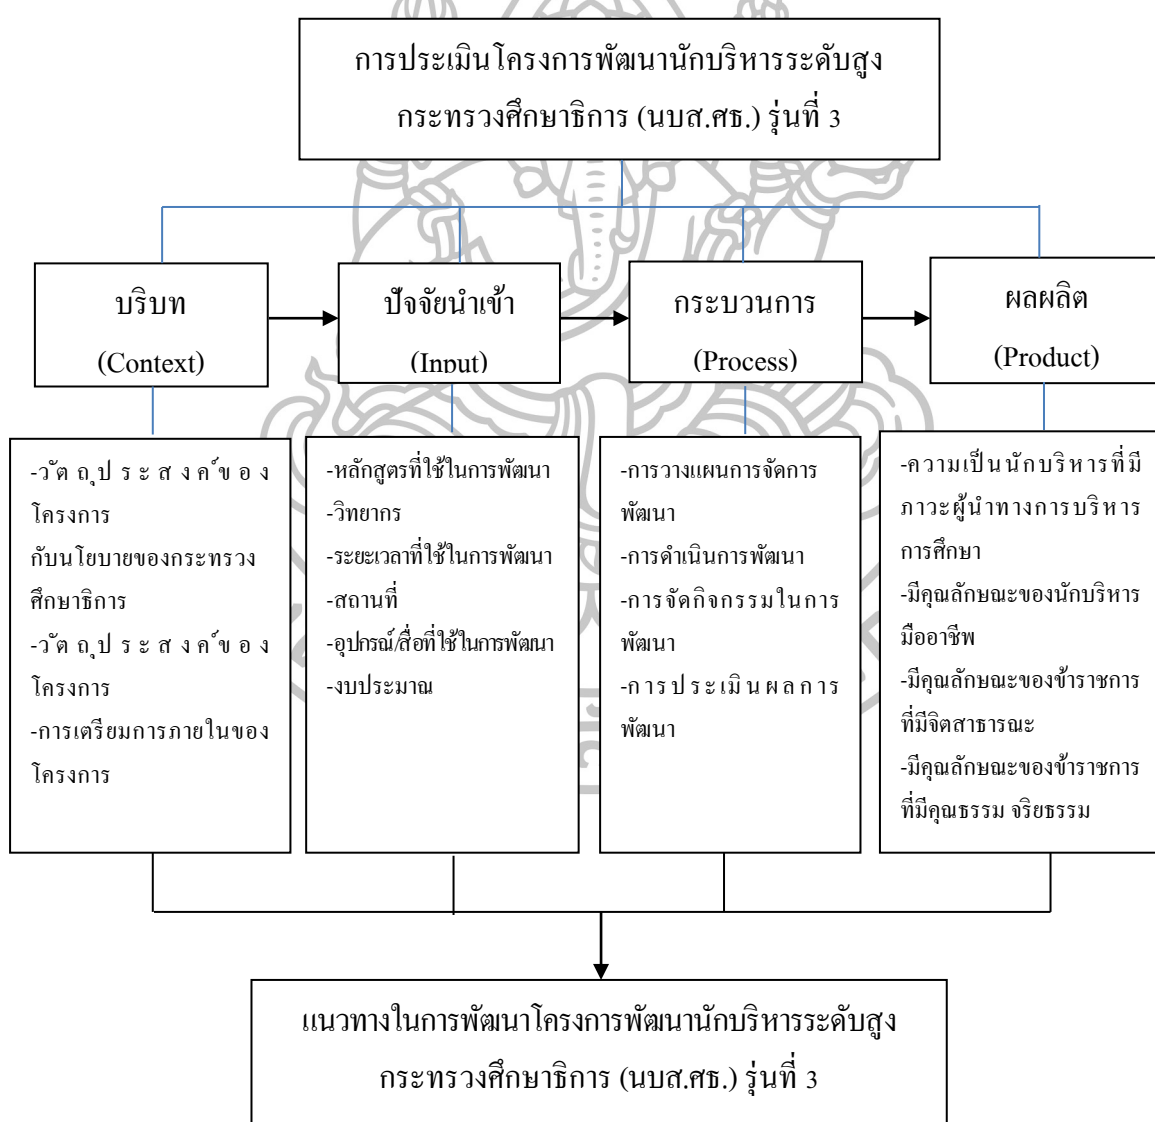 การประเมินโครงการพัฒนานักบริหารระดับสูง
กระทรวงศึกษาธิการ (นบส.ศธ.) รุ่นที่ 3
บริบท
(Context)
ปัจจัยนำเข้า
(Input)
กระบวนการ
(Process)
ผลผลิต
(Product)
-วัตถุประสงค์ของ
โครงการ
กับนโยบายของกระทรวง
ศึกษาธิการ
-วัตถุประสงค์ของ
โครงการ
-การเตรียมการภายในของ
โครงการ
-หลักสูตรที่ใช้ในการพัฒนา
-วิทยากร
-ระยะเวลาที่ใช้ในการพัฒนา
-สถานที่
-อุปกรณ์/สื่อที่ใช้ในการพัฒนา
-งบประมาณ
-การวางแผนการจัดการ
พัฒนา
-การดำเนินการพัฒนา
-การจัดกิจกรรมในการ
พัฒนา
-การประเมินผลการ
พัฒนา
-ความเป็นนักบริหารที่มี
ภาวะผู้นำทางการบริหาร
การศึกษา
-มีคุณลักษณะของนักบริหาร
มืออาชีพ
-มีคุณลักษณะของข้าราชการ
ที่มีจิตสาธารณะ
-มีคุณลักษณะของข้าราชการ
ที่มีคุณธรรม จริยธรรม
แนวทางในการพัฒนาโครงการพัฒนานักบริหารระดับสูง
กระทรวงศึกษาธิการ (นบส.ศธ.) รุ่นที่ 3